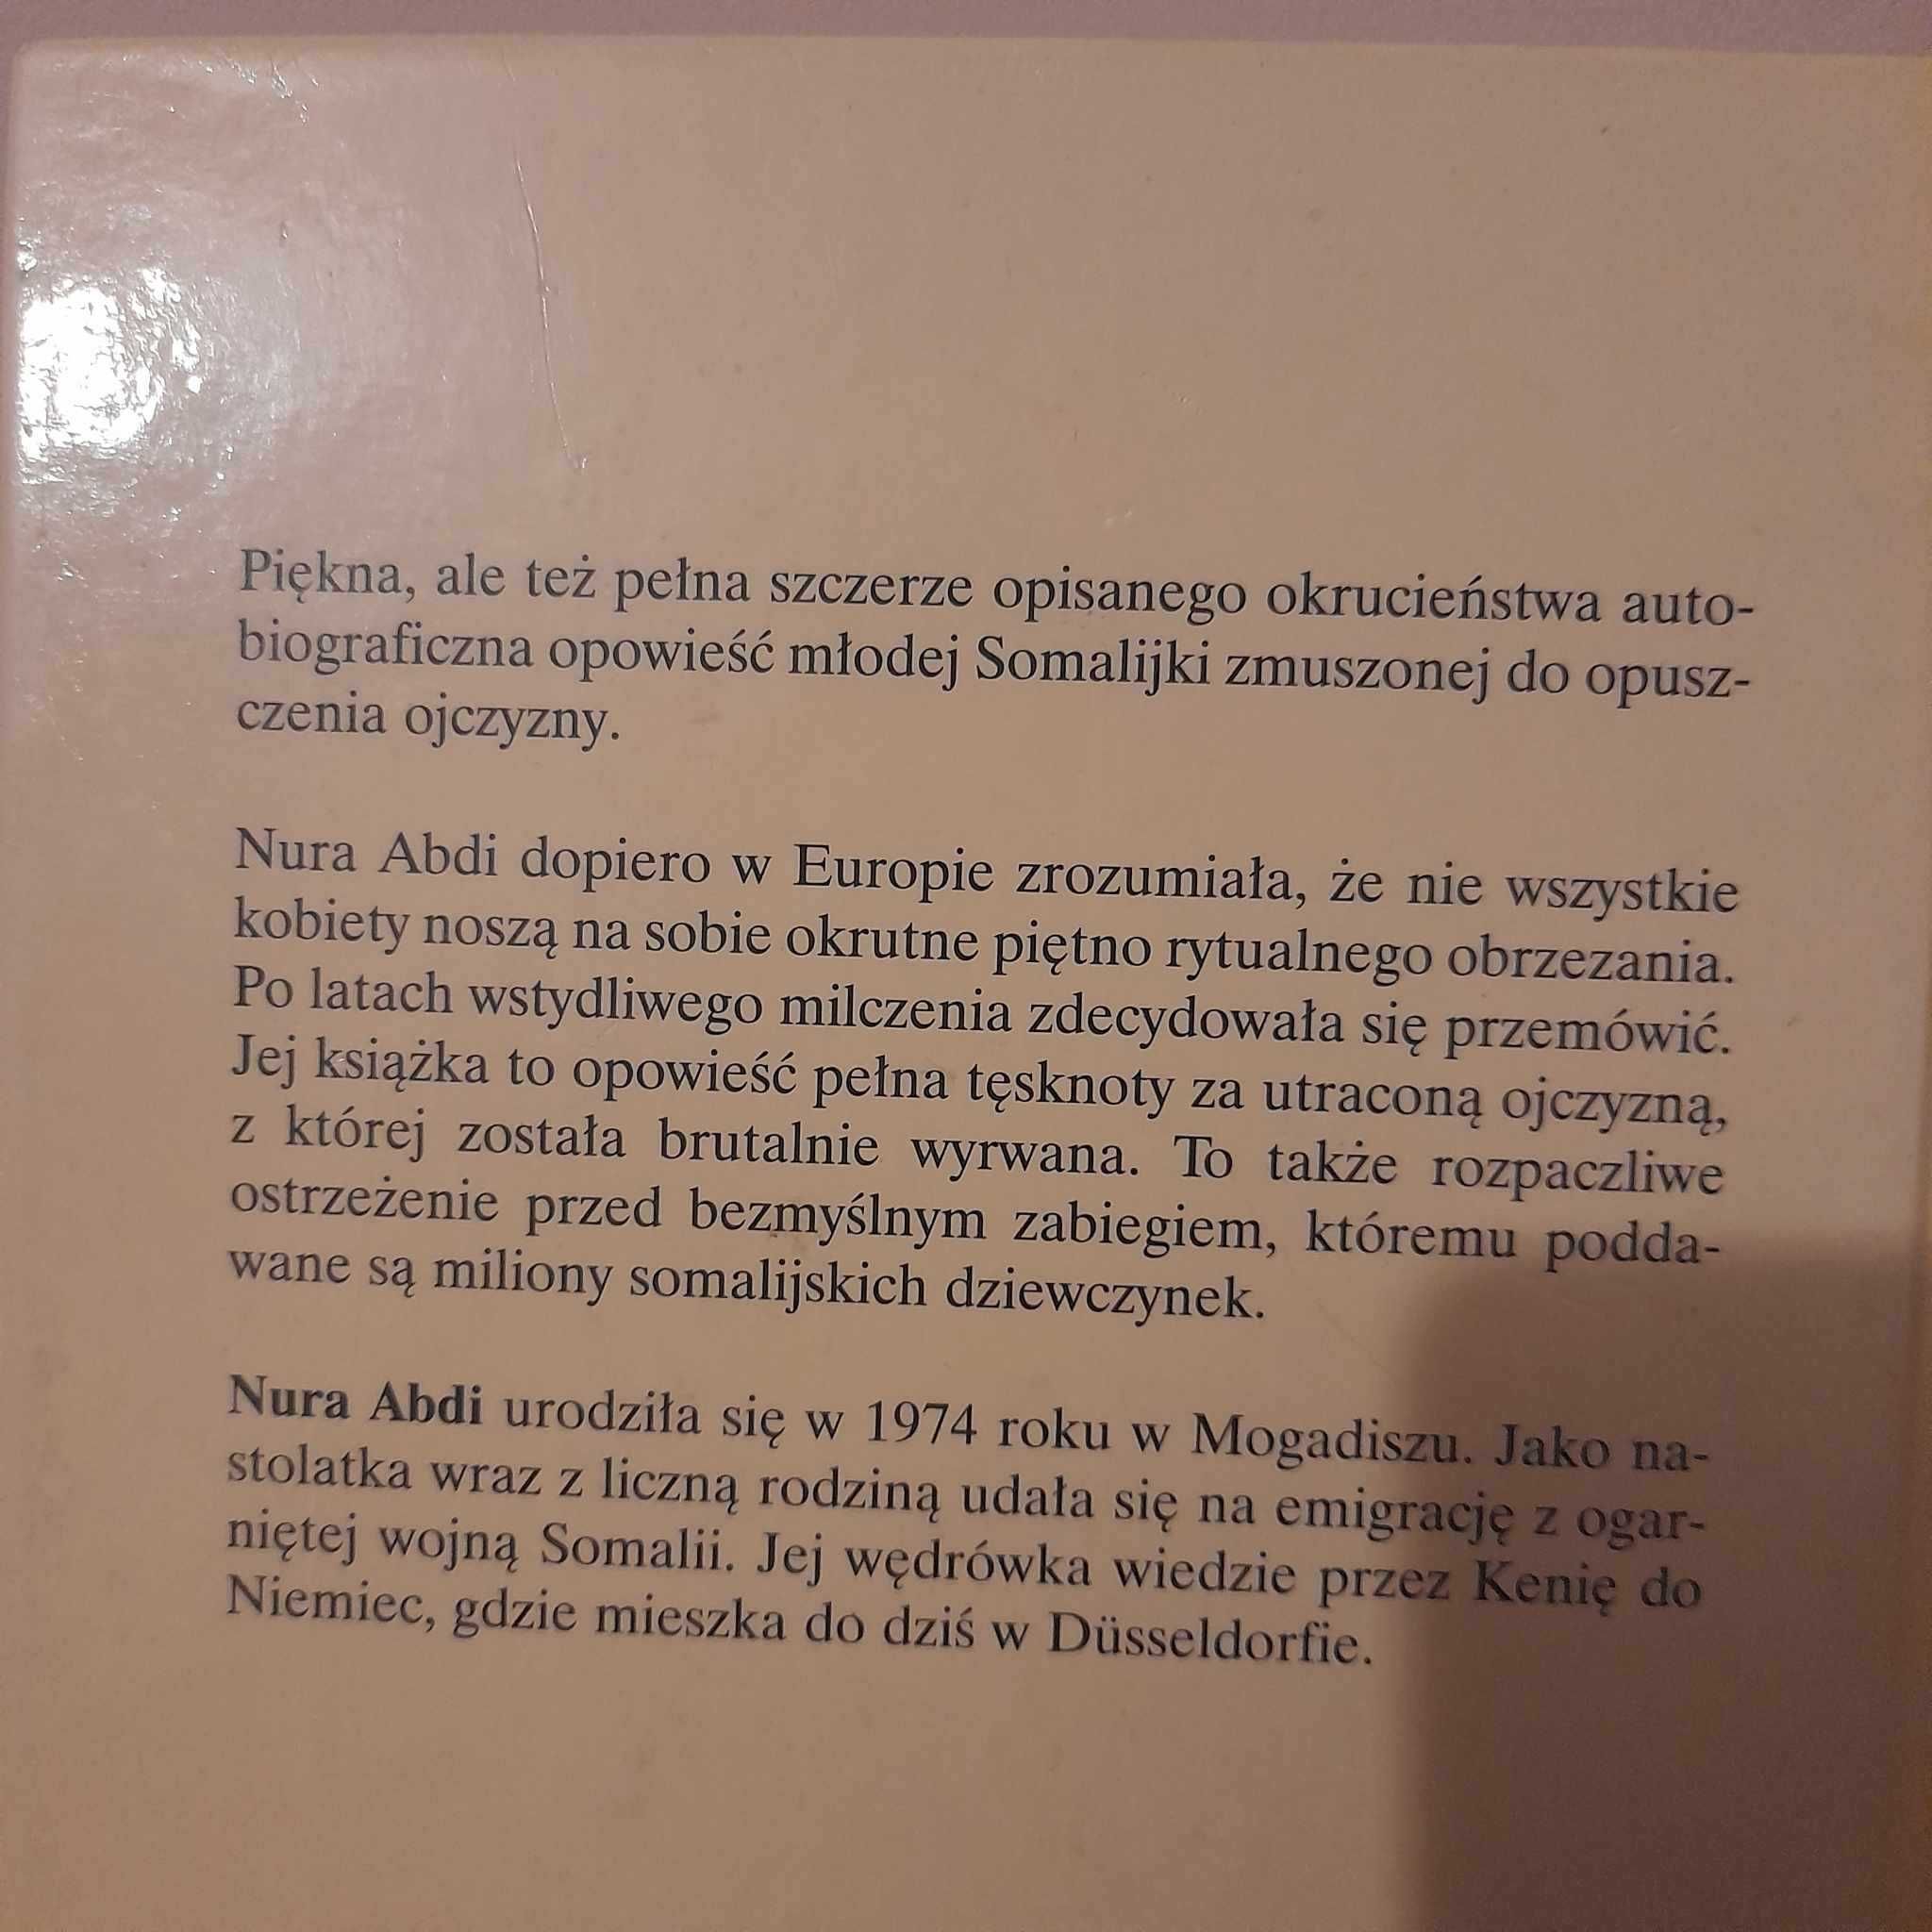 Piękna, ale też pełna szczerze opisanego okrucieństwa auto-
biograficzna opowieść młodej Somalijki zmuszonej do opusz-
czenia ojczyzny.
Nura Abdi dopiero w Europie zrozumiała, że nie wszystkie
kobiety noszą na sobie okrutne piętno rytualnego obrzezania.
Po latach wstydliwego milczenia zdecydowała się przemówić.
Jej książka to opowieść pełna tęsknoty za utraconą ojczyzną,
z której została brutalnie wyrwana. To także rozpaczliwe
ostrzeżenie przed bezmyślnym zabiegiem, któremu podda-
wane są miliony somalijskich dziewczynek.
Nura Abdi urodziła się w 1974 roku w Mogadiszu. Jako na-
stolatka wraz z liczną rodziną udała się na emigrację z ogar-
niętej wojną Somalii. Jej wędrówka wiedzie przez Kenię do
Niemiec, gdzie mieszka do dziś w Düsseldorfie.